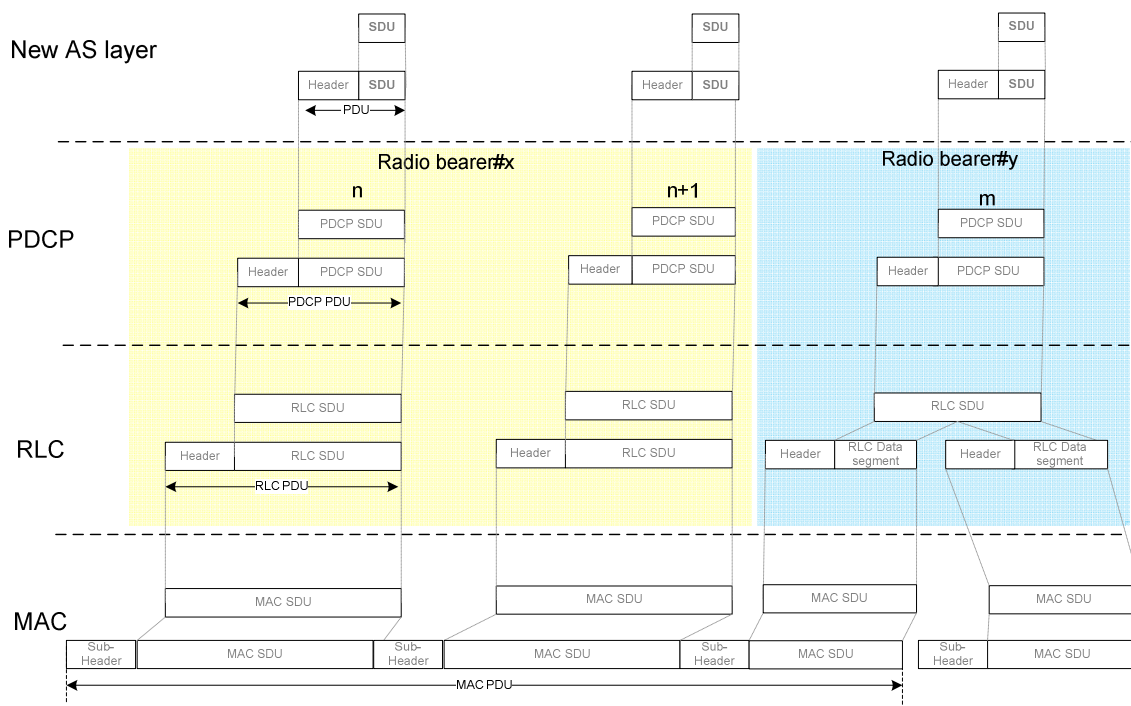 SDU SDU SDU
New AS layer
Header SDU Header SDU Header SDU
PDU
Radio bearer#x Radio bearer#y
n n+1 m
PDCP SDU PDCP SDU PDCP SDU
PDCP
Header PDCP SDU Header PDCP SDU Header PDCP SDU
PDCP PDU
RLC SDU RLC SDU RLC SDU
RLC
Header RLC SDU Header RLC SDU Header RLC Data segment Header RLC Data segment
RLC PDU
MAC SDU MAC SDU MAC SDU MAC SDU
MAC
Sub-Header MAC SDU Sub-Header MAC SDU Sub-Header MAC SDU Sub-Header MAC SDU
MAC PDU